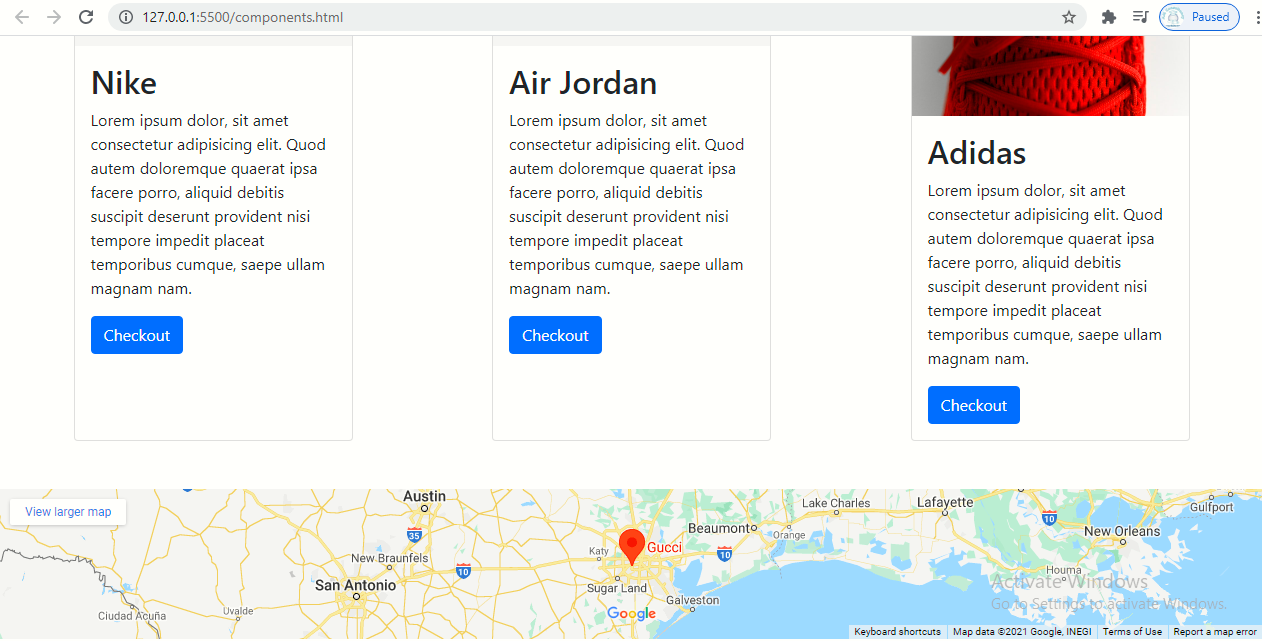 127.0.0.1:5500/components.html
Paused
Nike
Lorem ipsum dolor, sit amet
consectetur adipisicing elit. Quod
autem doloremque quaerat ipsa
facere porro, aliquid debitis
suscipit deserunt provident nisi
tempore impedit placeat
temporibus cumque, saepe ullam
magnam nam.
Checkout
Air Jordan
Lorem ipsum dolor, sit amet
consectetur adipisicing elit. Quod
autem doloremque quaerat ipsa
facere porro, aliquid debitis
suscipit deserunt provident nisi
tempore impedit placeat
temporibus cumque, saepe ullam
magnam nam.
Checkout
Adidas
Lorem ipsum dolor, sit amet
consectetur adipisicing elit. Quod
autem doloremque quaerat ipsa
facere porro, aliquid debitis
suscipit deserunt provident nisi
tempore impedit placeat
temporibus cumque, saepe ullam
magnam nam.
Checkout
View larger map
Austin
Lake Charles
Lafayette
Gulfport
10
35
Beaumont
Orange
New Orleans
Katy
Gucci
10
New Braunfels
10
San Antonio
Sugar Land
Houma
Galveston
Ciudad Acuña
Uvalde
Google
Activate Windows
Go to Settings to activate Windows.
Keyboard shortcuts
Map data ©2021 Google, INEGI
Terms of Use
Report a map error